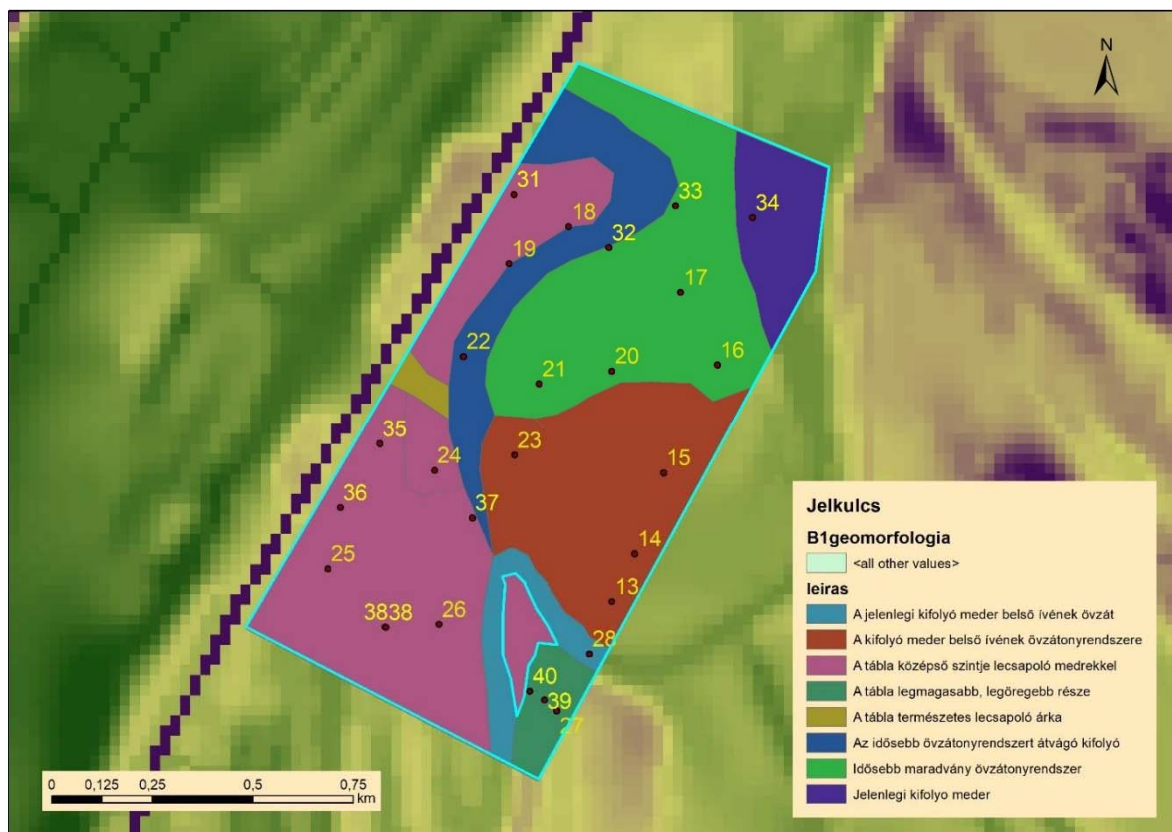 N
31
18
33
34
32
19
17
22
16
20
21
35
23
24
15
36
37
14
25
13
3838
26
28
40
39
27
Jelkulcs
B1geomorfologia
<all other values>
leiras
A jelenlegi kifolyó meder belső ívének övzát
A kifolyó meder belső ívének övzátonyrendszere
A tábla középső szintje lecsapoló medrekkel
A tábla legmagasabb, legöregebb része
A tábla természetes lecsapoló árka
Az idősebb övzátonyrendszert átvágó kifolyó
Idősebb maradvány övzátonyrendszer
Jelenlegi kifolyo meder
0 0,125 0,25 0,5 0,75
km